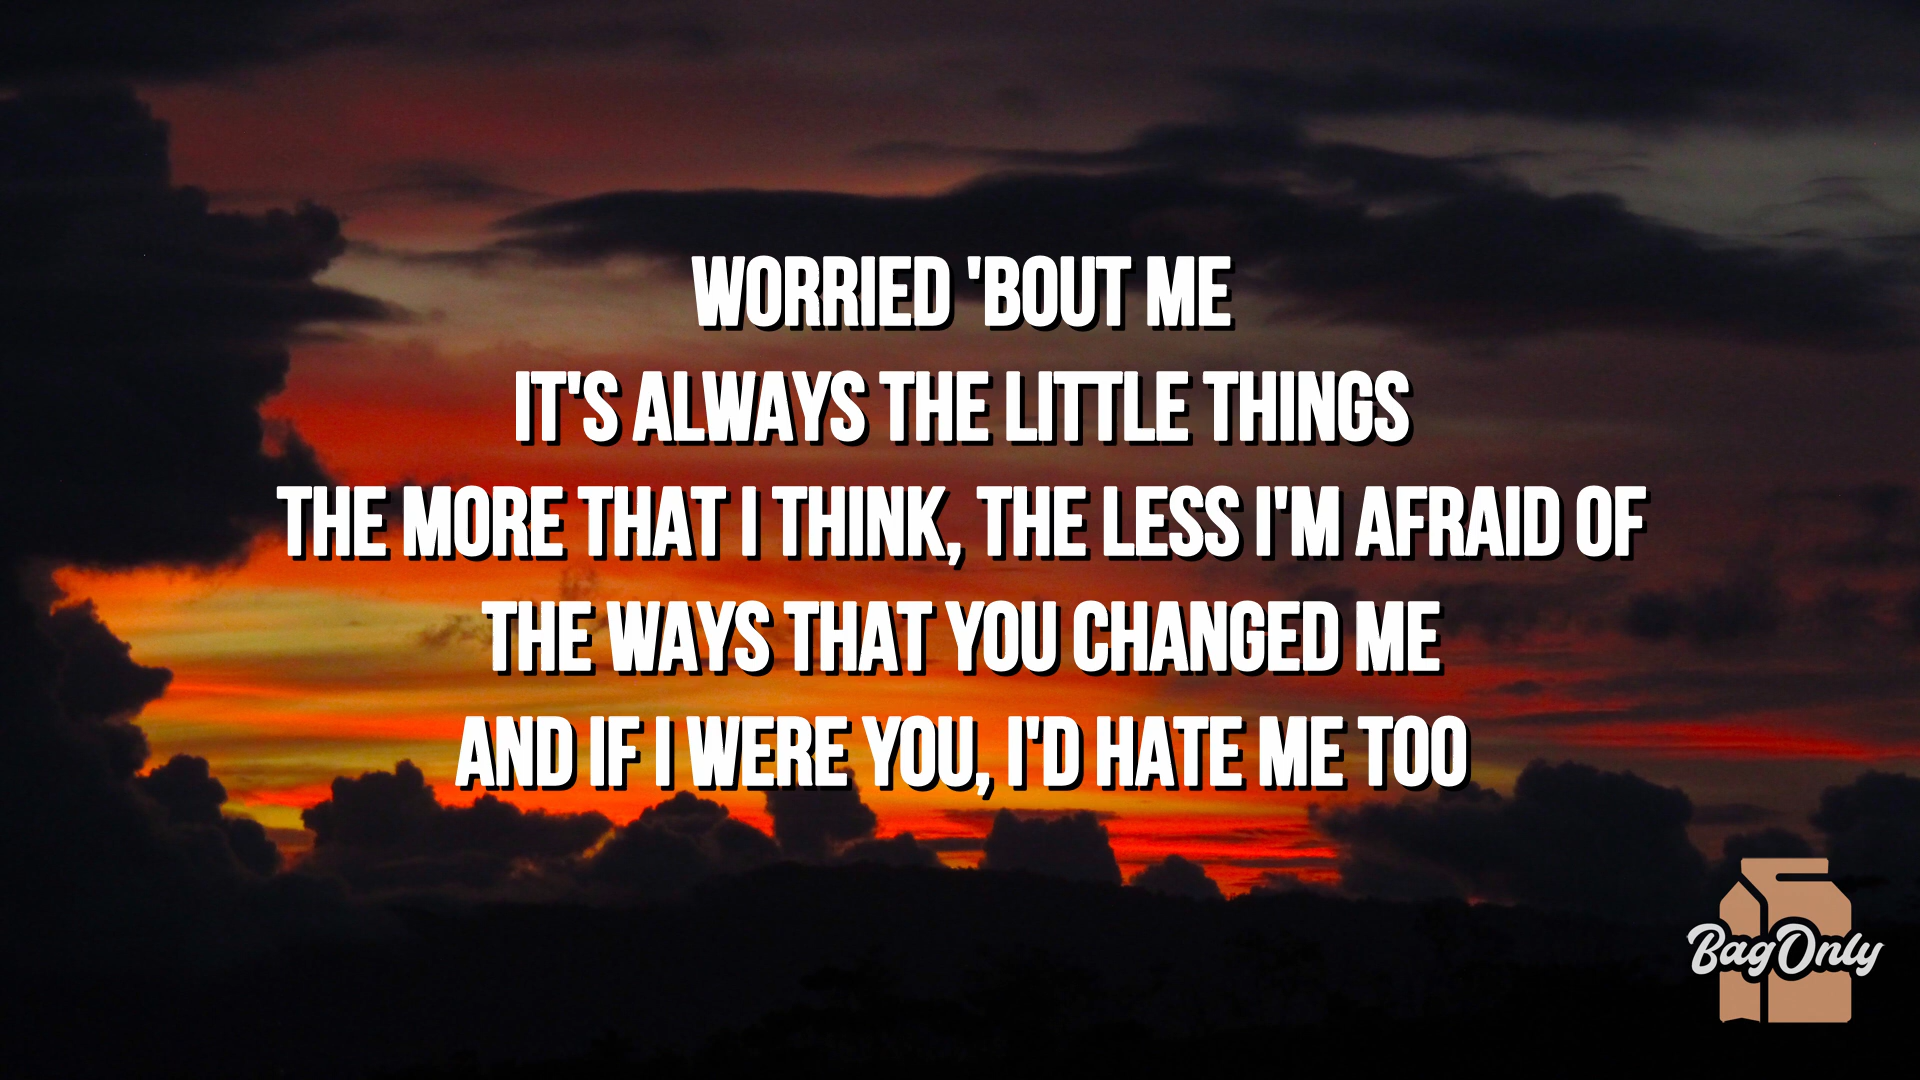 WORRIED 'BOUT ME
IT'S ALWAYS THE LITTLE THINGS
THE MORE THAT I THINK, THE LESS I'M AFRAID OF
THE WAYS THAT YOU CHANGED ME
AND IF I WERE YOU, I'D HATE ME TOO
BagOnly